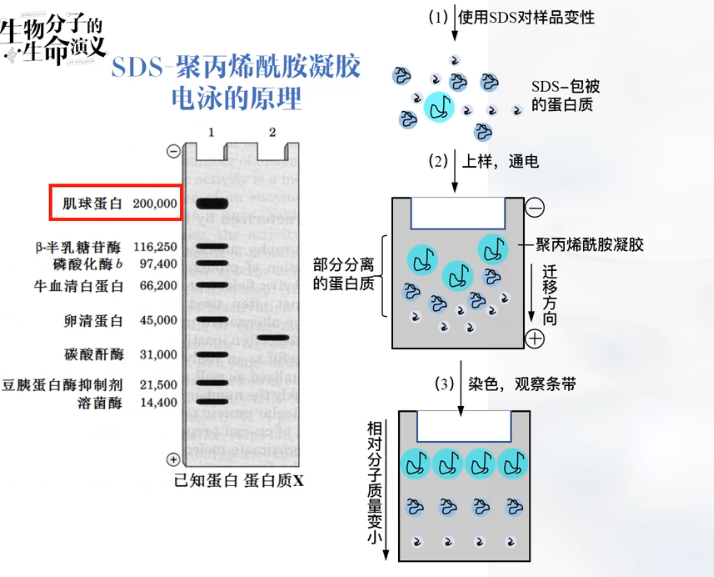 生物分子的
生命演义
SDS-聚丙烯酰胺凝胶
电泳的原理
1 2
−
肌球蛋白 200,000
β-半乳糖苷酶 116,250
磷酸化酶b 97,400
牛血清白蛋白 66,200
卵清蛋白 45,000
碳酸酐酶 31,000
豆胰蛋白酶抑制剂 21,500
溶菌酶 14,400
+
已知蛋白 蛋白质X
(1) 使用SDS对样品变性
SDS-包被
的蛋白质
(2) 上样，通电
−
聚丙烯酰胺凝胶
部分分离
的蛋白质
迁移方向
+
(3) 染色，观察条带
相对分子质量变小